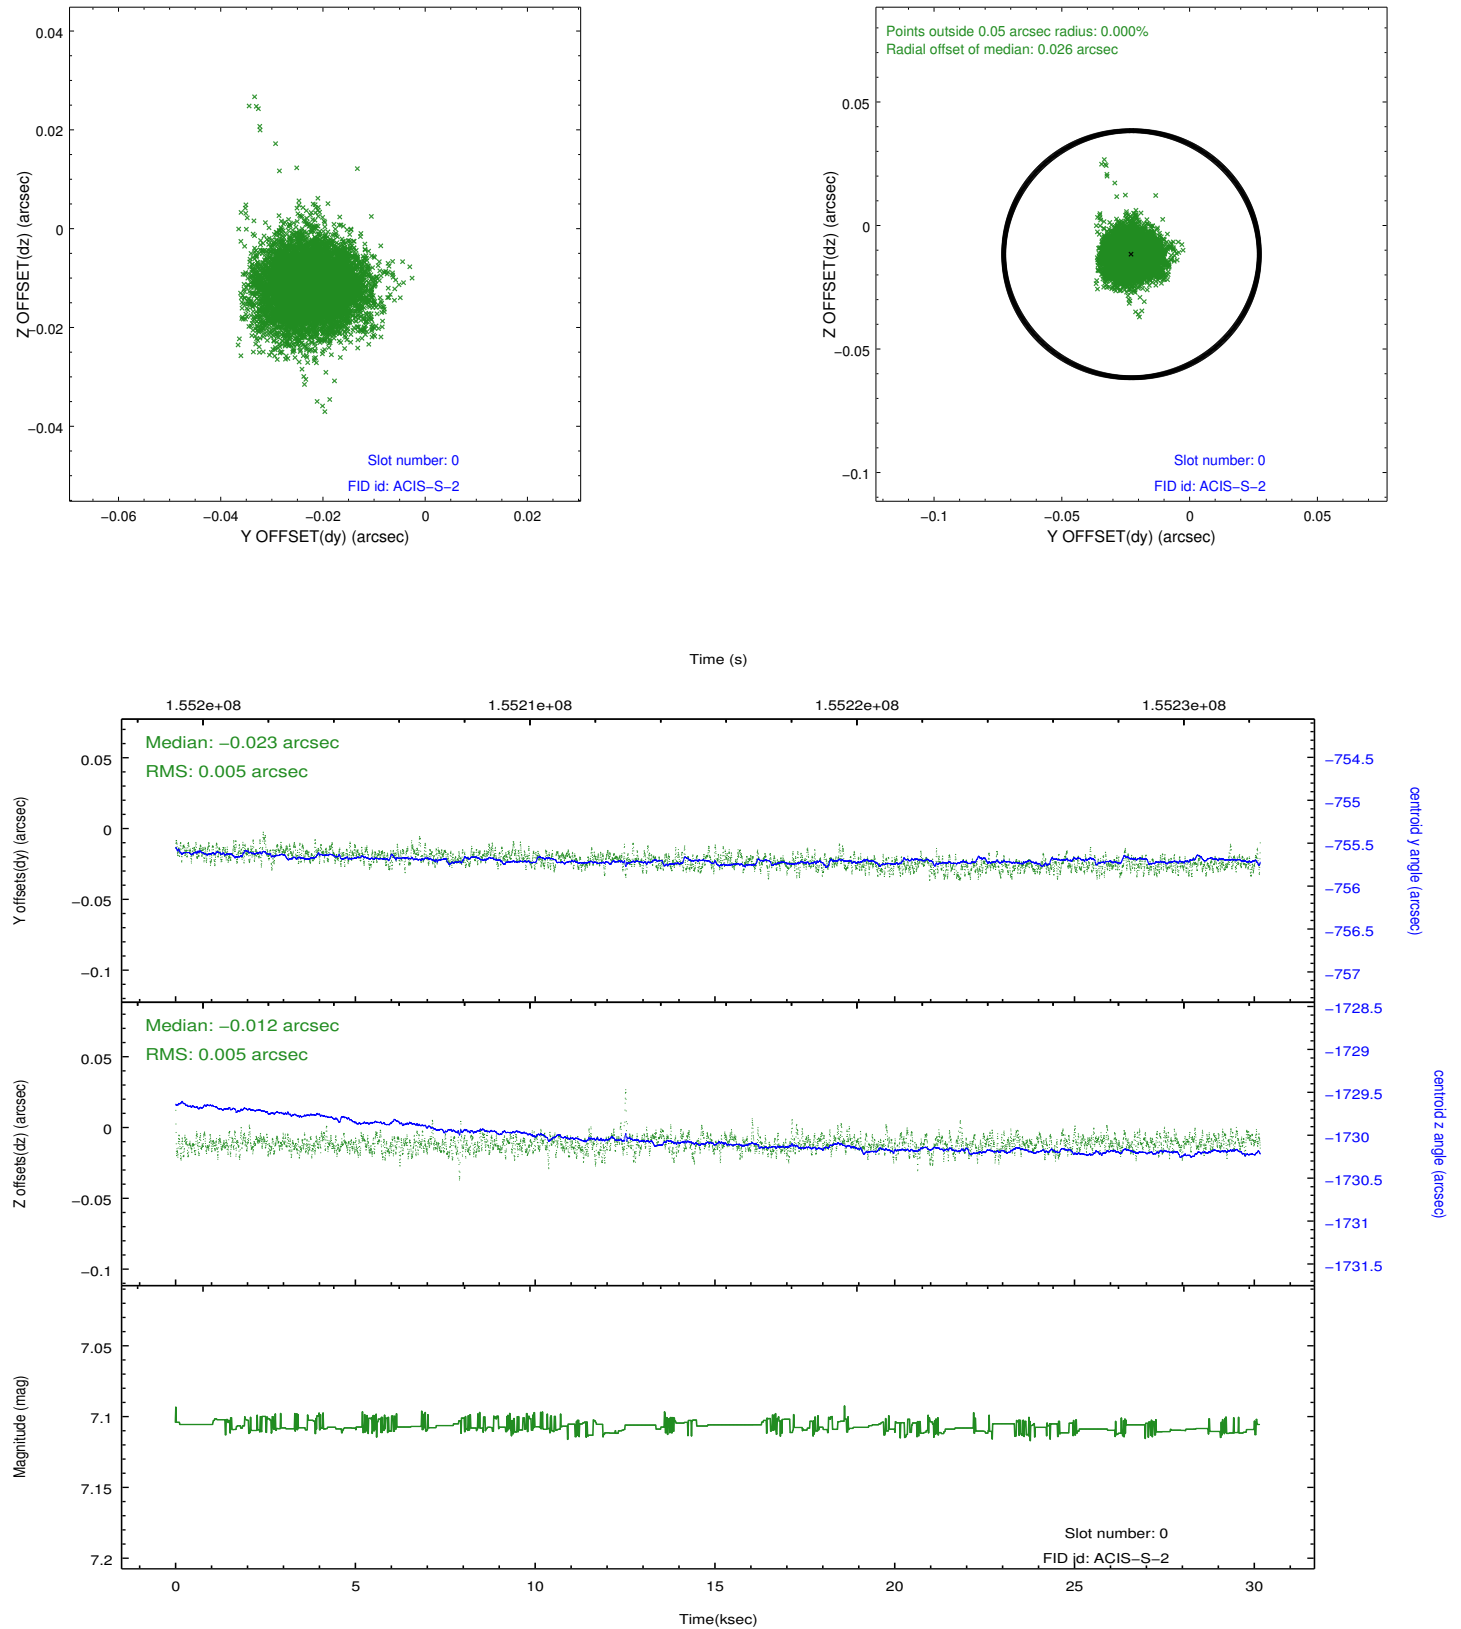 0.04
0.02
0
−0.02
−0.04
Z OFFSET(dz) (arcsec)
Slot number: 0
FID id: ACIS−S−2
−0.06
−0.04
−0.02
0
0.02
Y OFFSET(dy) (arcsec)
Points outside 0.05 arcsec radius: 0.000%
Radial offset of median: 0.026 arcsec
0.05
0
−0.05
−0.1
Z OFFSET(dz) (arcsec)
Slot number: 0
FID id: ACIS−S−2
−0.1
−0.05
0
0.05
Y OFFSET(dy) (arcsec)
Time (s)
1.552e+08
1.5521e+08
1.5522e+08
1.5523e+08
Median: −0.023 arcsec
RMS: 0.005 arcsec
0.05
0
−0.05
−0.1
Y offsets(dy) (arcsec)
−754.5
−755
−755.5
−756
−756.5
−757
centroid y angle (arcsec)
Median: −0.012 arcsec
RMS: 0.005 arcsec
0.05
0
−0.05
−0.1
Z offsets(dz) (arcsec)
−1728.5
−1729
−1729.5
−1730
−1730.5
−1731
−1731.5
centroid z angle (arcsec)
7.05
7.1
7.15
7.2
Magnitude (mag)
Slot number: 0
FID id: ACIS−S−2
0
5
10
15
20
25
30
Time(ksec)